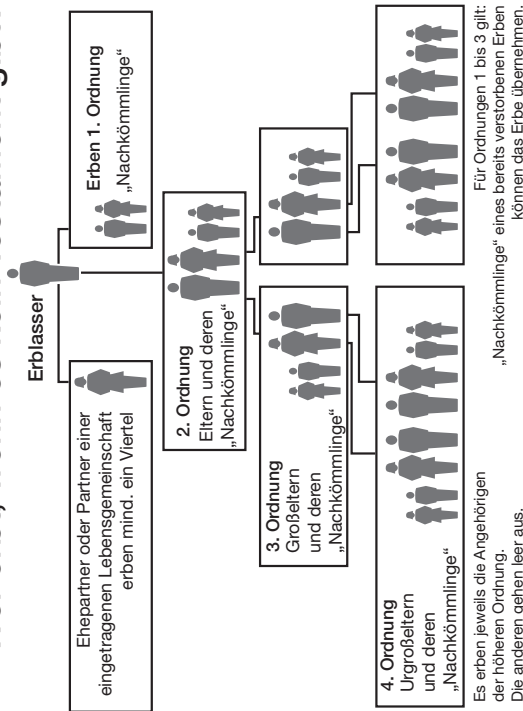 Erblasser
Ehepartner oder Partner einer
eingetragenen Lebensgemeinschaft
erben mind. ein Viertel
Erben 1. Ordnung
„Nachkömmlinge“
2. Ordnung
Eltern und deren
„Nachkömmlinge“
3. Ordnung
Großeltern
und deren
„Nachkömmlinge“
4. Ordnung
Urgroßeltern
und deren
„Nachkömmlinge“
Es erben jeweils die Angehörigen
der höheren Ordnung.
Die anderen gehen leer aus.
Für Ordnungen 1 bis 3 gilt:
„Nachkömmlinge“ eines bereits verstorbenen Erben
können das Erbe übernehmen.